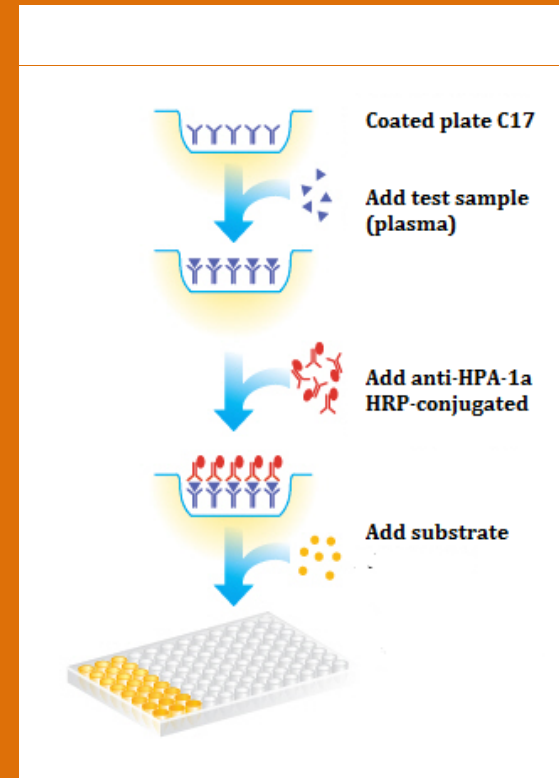 Coated plate C17
Add test sample
(plasma)
Add anti-HPA-1a
HRP-conjugated
Add substrate